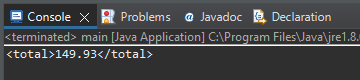 Console Problems Javadoc Declaration
<terminated> main [Java Application] C:\Program Files\Java\jre1.8.
<total>149.93</total>